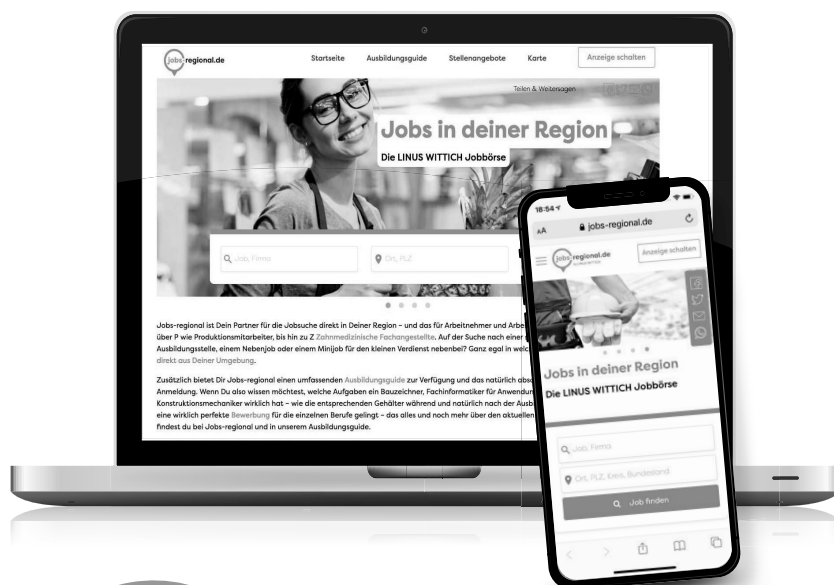 jobs-regional.de
Startseite Ausbildungsguide Stellenangebote Karte Anzeige schalten
Teilen & Weitersagen
Jobs in deiner Region
Die LINUS WITTICH Jobbörse
Job, Firma
Ort, PLZ
Jobs-regional ist Dein Partner für die Jobsuche direkt in Deiner Region – und das für Arbeitnehmer und Arbe
über P wie Produktionsmitarbeiter, bis hin zu Z Zahnmedizinische Fachangestellte. Auf der Suche nach einer
Ausbildungsstelle, einem Nebenjob oder einem Minijob für den kleinen Verdienst nebenbei? Ganz egal in welc
direkt aus Deiner Umgebung.
Zusätzlich bietet Dir Jobs-regional einen umfassenden Ausbildungsguide zur Verfügung und das natürlich abso
Anmeldung. Wenn Du also wissen möchtest, welche Aufgaben ein Bauzeichner, Fachinformatiker für Anwendun
Konstruktionsmechaniker wirklich hat – wie die entsprechenden Gehälter während und natürlich nach der Ausb
eine wirklich perfekte Bewerbung für die einzelnen Berufe gelingt – das alles und noch mehr über den aktuellen
findest du bei Jobs-regional und in unserem Ausbildungsguide.
16:54
AA jobs-regional.de
jobs-regional.de Anzeige schalten
Jobs in deiner Region
Die LINUS WITTICH Jobbörse
Job, Firma
Ort, PLZ, Kreis, Bundesland
Job finden